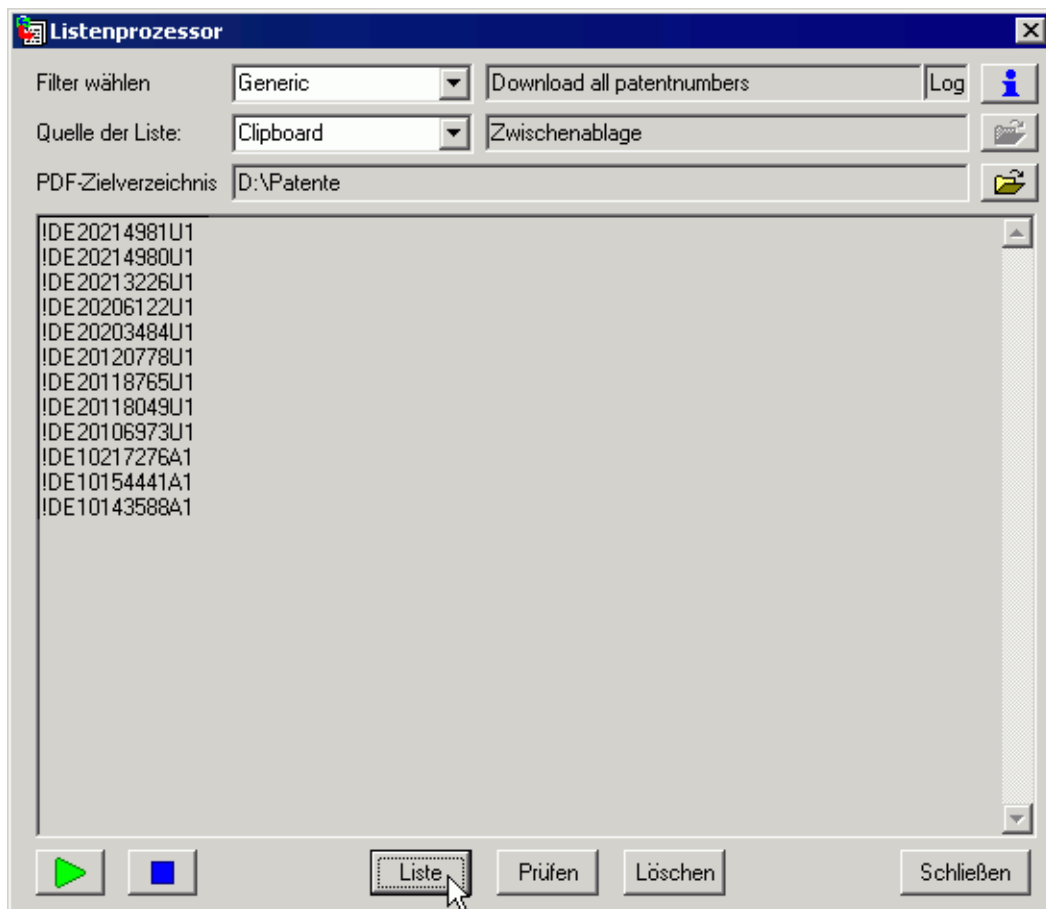 Listenprozessor
Filter wählen Generic Download all patentnumbers Log
Quelle der Liste: Clipboard Zwischenablage
PDF-Zielverzeichnis D:\Patente
!DE20214981U1
!DE20214980U1
!DE20213226U1
!DE20206122U1
!DE20203484U1
!DE20120778U1
!DE20118765U1
!DE20118049U1
!DE20106973U1
!DE10217276A1
!DE10154441A1
!DE10143588A1
Liste Prüfen Löschen Schließen